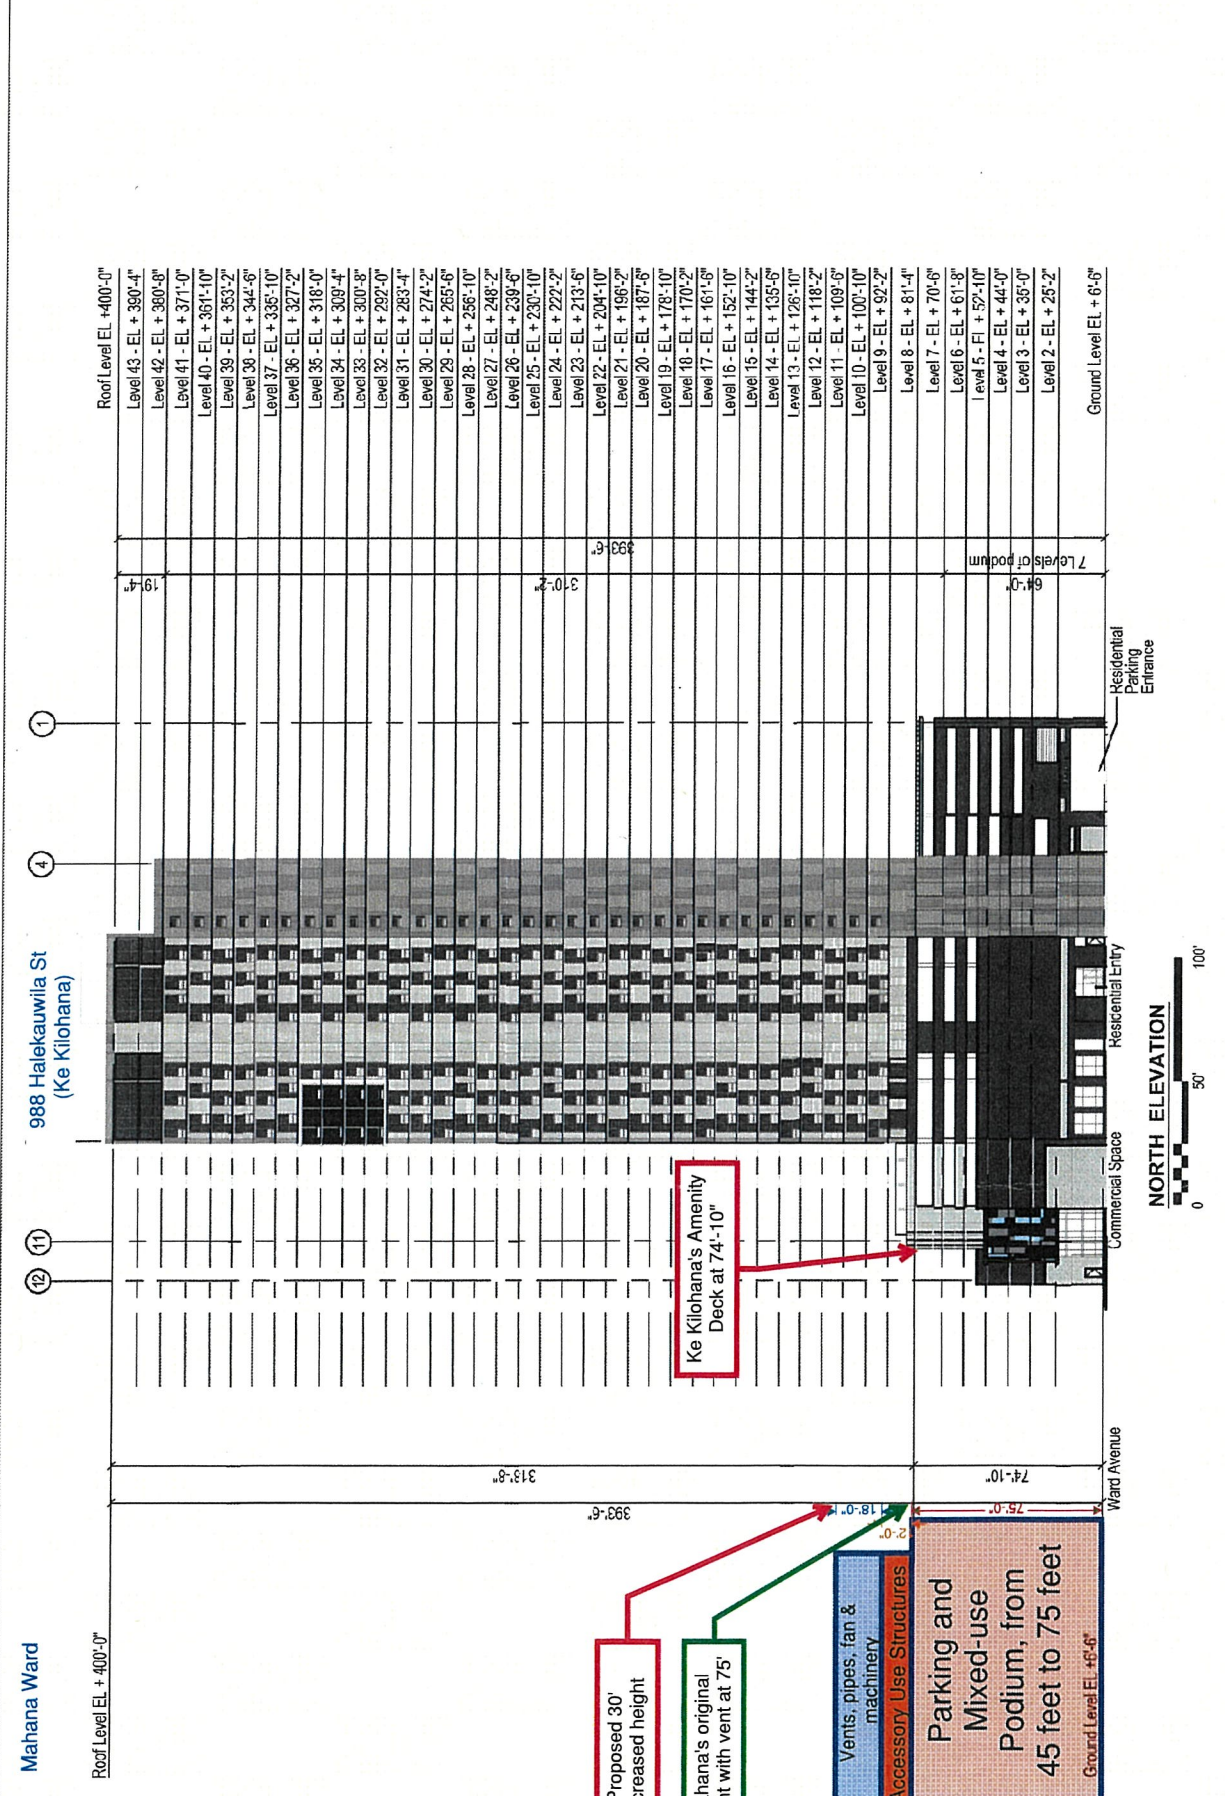 Mahana Ward
988 Halekauwila St
(Ke Kilohana)
12
11
4
1
Roof Level EL + 400'-0"
Roof Level EL +400'-0"
Level 43 - EL + 390'-4"
Level 42 - EL + 380'-8"
Level 41 - EL + 371'-0"
Level 40 - EL + 361'-10"
Level 39 - EL + 353'-2"
Level 38 - EL + 344'-6"
Level 37 - EL + 335'-10"
Level 36 - EL + 327'-2"
Level 35 - EL + 318'-0"
Level 34 - EL + 309'-4"
Level 33 - EL + 300'-8"
Level 32 - EL + 292'-0"
Level 31 - EL + 283'-4"
Level 30 - EL + 274'-2"
Level 29 - EL + 265'-6"
Level 28 - EL + 256'-10"
Level 27 - EL + 248'-2"
Level 26 - EL + 239'-6"
Level 25 - EL + 230'-10"
Level 24 - EL + 222'-2"
Level 23 - EL + 213'-6"
Level 22 - EL + 204'-10"
Level 21 - EL + 196'-2"
Level 20 - EL + 187'-6"
Level 19 - EL + 178'-10"
Level 18 - EL + 170'-2"
Level 17 - EL + 161'-6"
Level 16 - EL + 152'-10"
Level 15 - EL + 144'-2"
Level 14 - EL + 135'-6"
Level 13 - EL + 126'-10"
Level 12 - EL + 118'-2"
Level 11 - EL + 109'-6"
Level 10 - EL + 100'-10"
Level 9 - EL + 92'-2"
Level 8 - EL + 81'-4"
Level 7 - EL + 70'-6"
Level 6 - EL + 61'-8"
Level 5 - EL + 52'-10"
Level 4 - EL + 44'-0"
Level 3 - EL + 35'-0"
Level 2 - EL + 25'-2"
Ground Level EL + 6'-6"
19'-4"
310'-2"
393'-6"
7 Levels of podium
64'-0"
313'-8"
393'-6"
74'-10"
75'-0"
18'-0"
2'-0"
Proposed 30'
creased height
hana's original
nt with vent at 75'
Ke Kilohana's Amenity
Deck at 74'-10"
Vents, pipes, fan &
machinery
Accessory Use Structures
Parking and
Mixed-use
Podium, from
45 feet to 75 feet
Ground Level EL +6'-6"
Ward Avenue
Commercial Space
Residential Entry
Residential
Parking
Entrance
NORTH ELEVATION
0
50'
100'